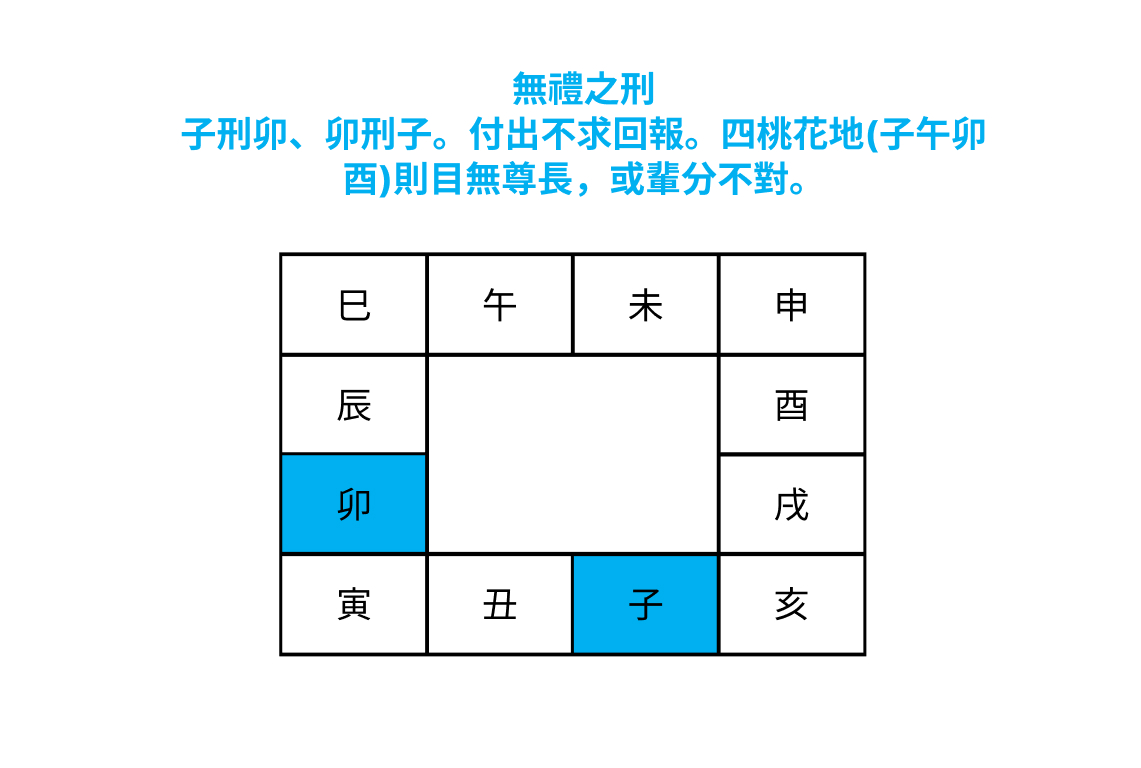 無禮之刑
子刑卯、卯刑子。付出不求回報。四桃花地(子午卯
酉)則目無尊長，或輩分不對。
巳 午 未 申
辰 酉
卯 戌
寅 丑 子 亥